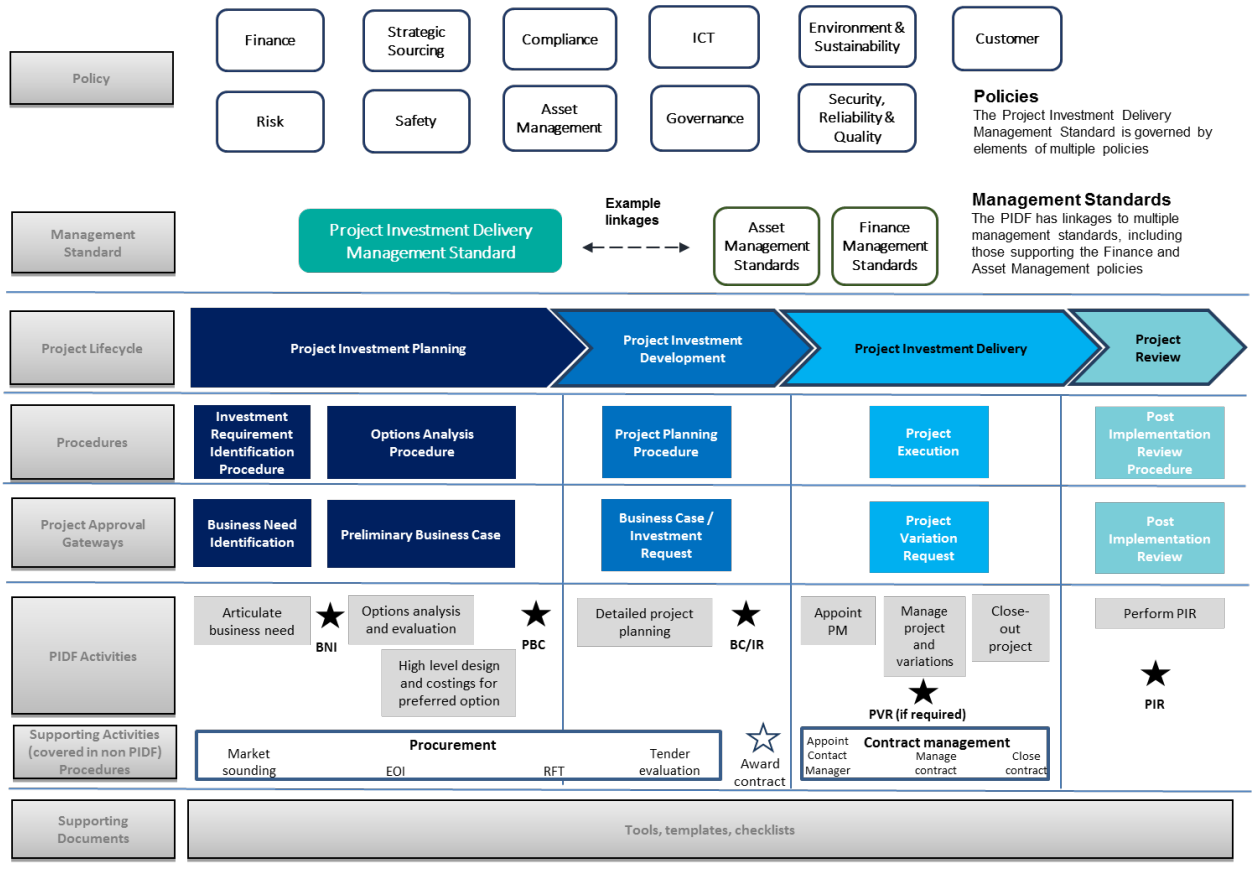 Policy
Finance
Strategic
Sourcing
Compliance
ICT
Environment &
Sustainability
Customer
Risk
Safety
Asset
Management
Governance
Security,
Reliability &
Quality
Policies
The Project Investment Delivery
Management Standard is governed by
elements of multiple policies
Management
Standard
Project Investment Delivery
Management Standard
Example
linkages
Asset
Management
Standards
Finance
Management
Standards
Management Standards
The PIDF has linkages to multiple
management standards, including
those supporting the Finance and
Asset Management policies
Project Lifecycle
Project Investment Planning
Project Investment
Development
Project Investment Delivery
Project
Review
Procedures
Investment
Requirement
Identification
Procedure
Options Analysis
Procedure
Project Planning
Procedure
Project
Execution
Post
Implementation
Review
Procedure
Project Approval
Gateways
Business Need
Identification
Preliminary Business Case
Business Case /
Investment
Request
Project
Variation
Request
Post
Implementation
Review
PIDF Activities
Articulate
business need
BNI
Options analysis
and evaluation
High level design
and costings for
preferred option
PBC
Detailed project
planning
BC/IR
Appoint
PM
Manage
project
and
variations
Close-
out
project
PVR (if required)
Perform PIR
PIR
Supporting Activities
(covered in non PIDF)
Procedures
Procurement
Market
sounding
EOI
RFT
Tender
evaluation
Award
contract
Contract management
Appoint
Contact
Manager
Manage
contract
Close
contract
Supporting
Documents
Tools, templates, checklists